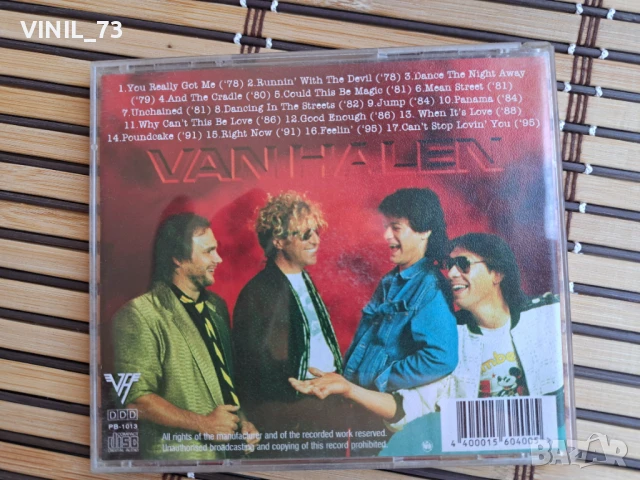 VINIL_73
1.You Really Got Me ('78) 2.Runnin' With The Devil ('78) 3.Dance The Night Away
('79) 4.And The Cradle ('80) 5.Could This Be Magic ('81) 6.Mean Street ('81)
7.Unchained ('81) 8.Dancing In The Streets ('82) 9.Jump ('84) 10.Panama ('84)
11.Why Can't This Be Love ('86) 12.Good Enough ('86) 13. When It's Love ('88)
14.Poundcake ('91) 15.Right Now ('91) 16.Feelin' ('95) 17.Can't Stop Lovin' You ('95)
VAN HALEN
VH
DDD
PB-1013
COMPACT
disc
All rights of the manufacturer and of the recorded work reserved.
Unauthorised broadcasting and copying of this record prohibited.
4 400015 60400
BAZAR